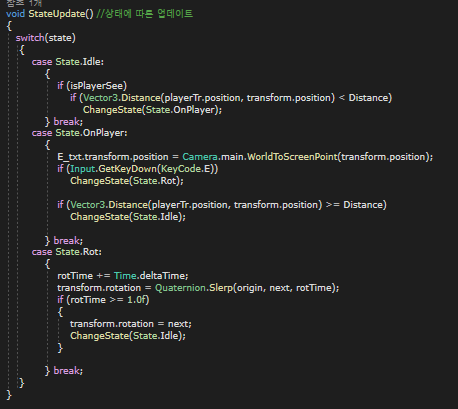 참조 1개
void StateUpdate() //상태에 따른 업데이트
{
switch(state)
{
case State.Idle:
{
if (isPlayerSee)
if (Vector3.Distance(playerTr.position, transform.position) < Distance)
ChangeState(State.OnPlayer);
} break;
case State.OnPlayer:
{
E_txt.transform.position = Camera.main.WorldToScreenPoint(transform.position);
if (Input.GetKeyDown(KeyCode.E))
ChangeState(State.Rot);
if (Vector3.Distance(playerTr.position, transform.position) >= Distance)
ChangeState(State.Idle);
} break;
case State.Rot:
{
rotTime += Time.deltaTime;
transform.rotation = Quaternion.Slerp(origin, next, rotTime);
if (rotTime >= 1.0f)
{
transform.rotation = next;
ChangeState(State.Idle);
}
} break;
}
}